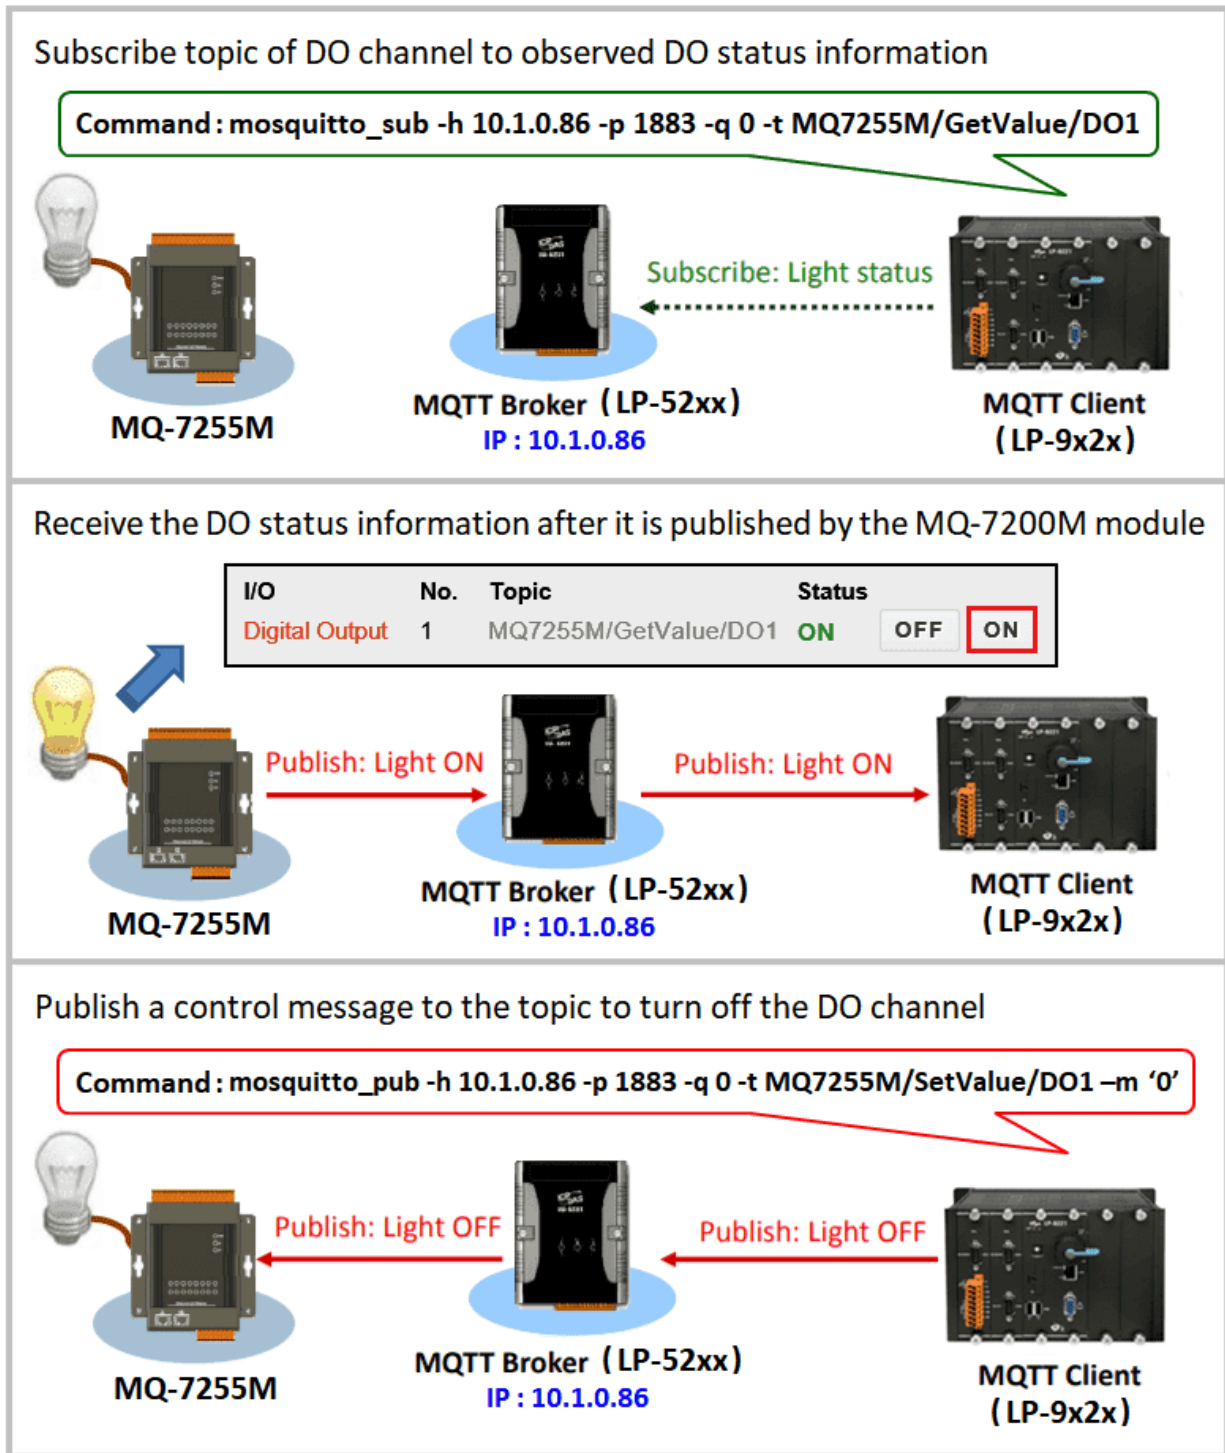 Subscribe topic of DO channel to observed DO status information
Command : mosquitto_sub -h 10.1.0.86 -p 1883 -q 0 -t MQ7255M/GetValue/DO1
Subscribe: Light status
MQ-7255M
MQTT Broker ( LP-52xx )
IP : 10.1.0.86
MQTT Client
( LP-9x2x )
Receive the DO status information after it is published by the MQ-7200M module
I/O No. Topic Status
Digital Output 1 MQ7255M/GetValue/DO1 ON OFF ON
Publish: Light ON
Publish: Light ON
MQ-7255M
MQTT Broker ( LP-52xx )
IP : 10.1.0.86
MQTT Client
( LP-9x2x )
Publish a control message to the topic to turn off the DO channel
Command : mosquitto_pub -h 10.1.0.86 -p 1883 -q 0 -t MQ7255M/SetValue/DO1 –m ‘0’
Publish: Light OFF
Publish: Light OFF
MQ-7255M
MQTT Broker ( LP-52xx )
IP : 10.1.0.86
MQTT Client
( LP-9x2x )